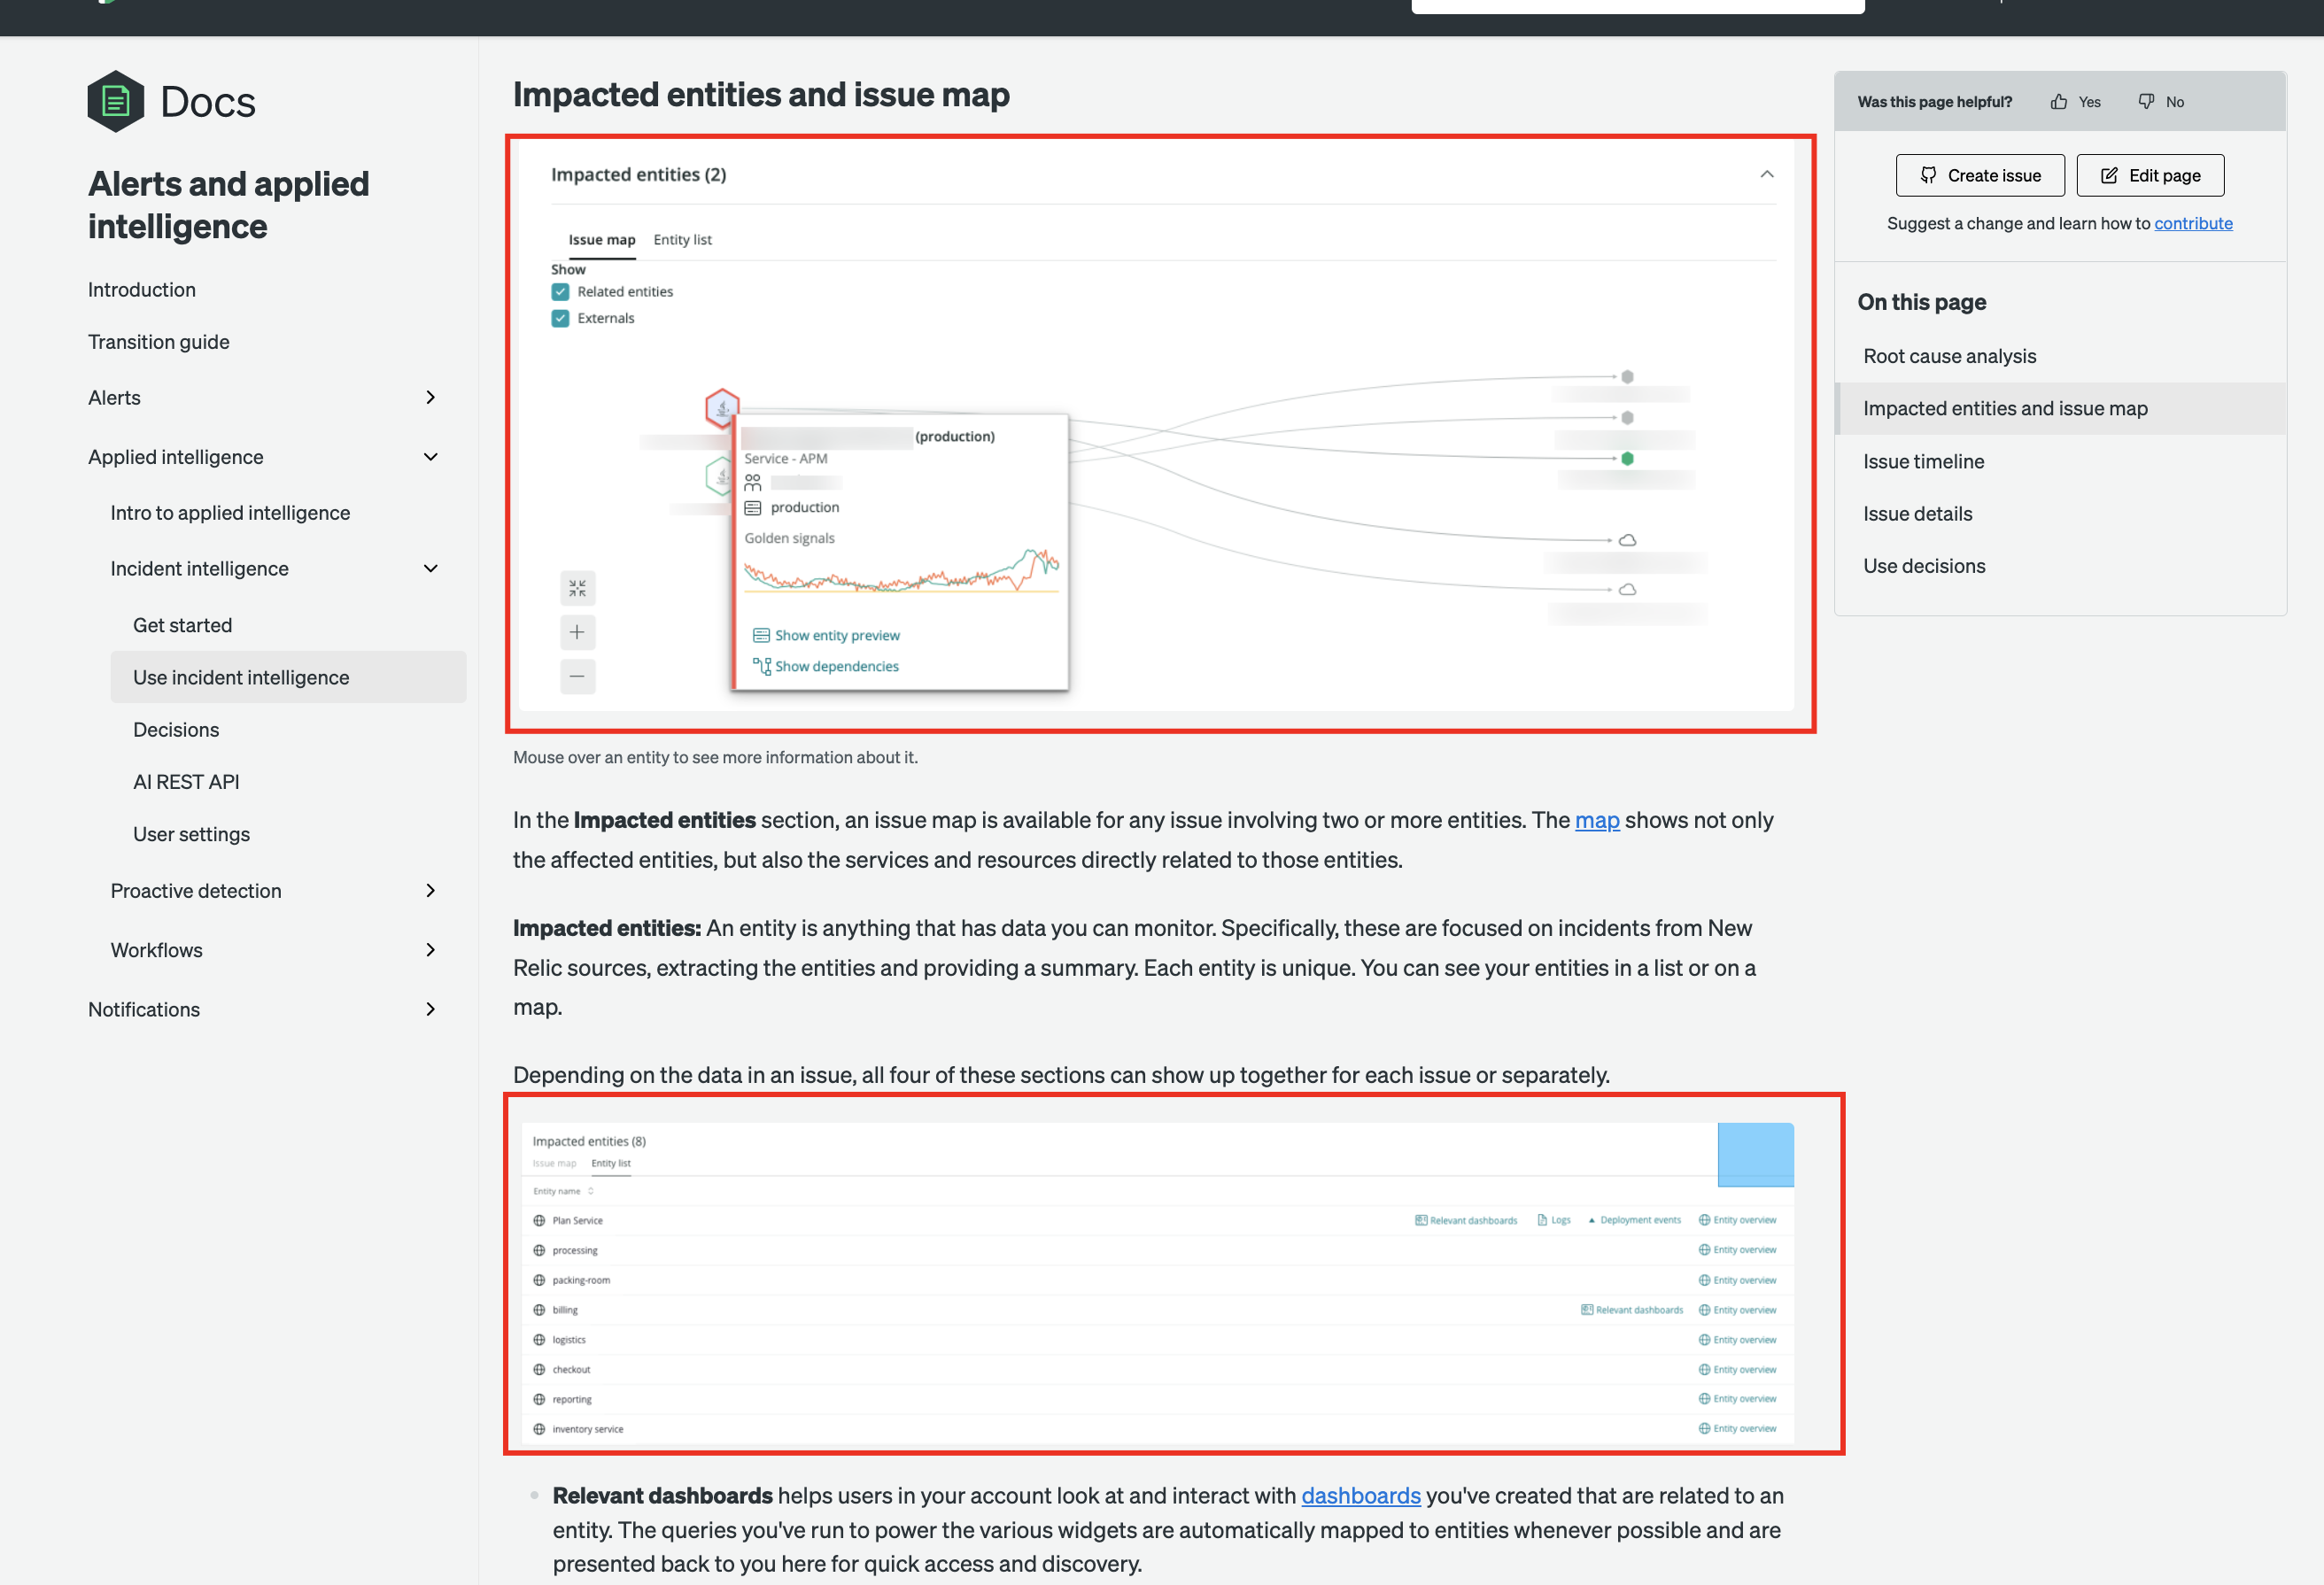 Docs
Alerts and applied
intelligence
Introduction
Transition guide
Alerts
Applied intelligence
Intro to applied intelligence
Incident intelligence
Get started
Use incident intelligence
Decisions
AI REST API
User settings
Proactive detection
Workflows
Notifications
Impacted entities and issue map
Impacted entities (2)
Issue map Entity list
Show
Related entities
Externals
(production)
Service - APM
production
Golden signals
Show entity preview
Show dependencies
Mouse over an entity to see more information about it.
In the Impacted entities section, an issue map is available for any issue involving two or more entities. The map shows not only
the affected entities, but also the services and resources directly related to those entities.
Impacted entities: An entity is anything that has data you can monitor. Specifically, these are focused on incidents from New
Relic sources, extracting the entities and providing a summary. Each entity is unique. You can see your entities in a list or on a
map.
Depending on the data in an issue, all four of these sections can show up together for each issue or separately.
Impacted entities (8)
Issue map Entity list
Entity name
Plan Service Relevant dashboards Logs Deployment events Entity overview
processing Entity overview
packing-room Entity overview
billing Relevant dashboards Entity overview
logistics Entity overview
checkout Entity overview
reporting Entity overview
inventory service Entity overview
Relevant dashboards helps users in your account look at and interact with dashboards you've created that are related to an
entity. The queries you've run to power the various widgets are automatically mapped to entities whenever possible and are
presented back to you here for quick access and discovery.
Was this page helpful? Yes No
Create issue Edit page
Suggest a change and learn how to contribute
On this page
Root cause analysis
Impacted entities and issue map
Issue timeline
Issue details
Use decisions